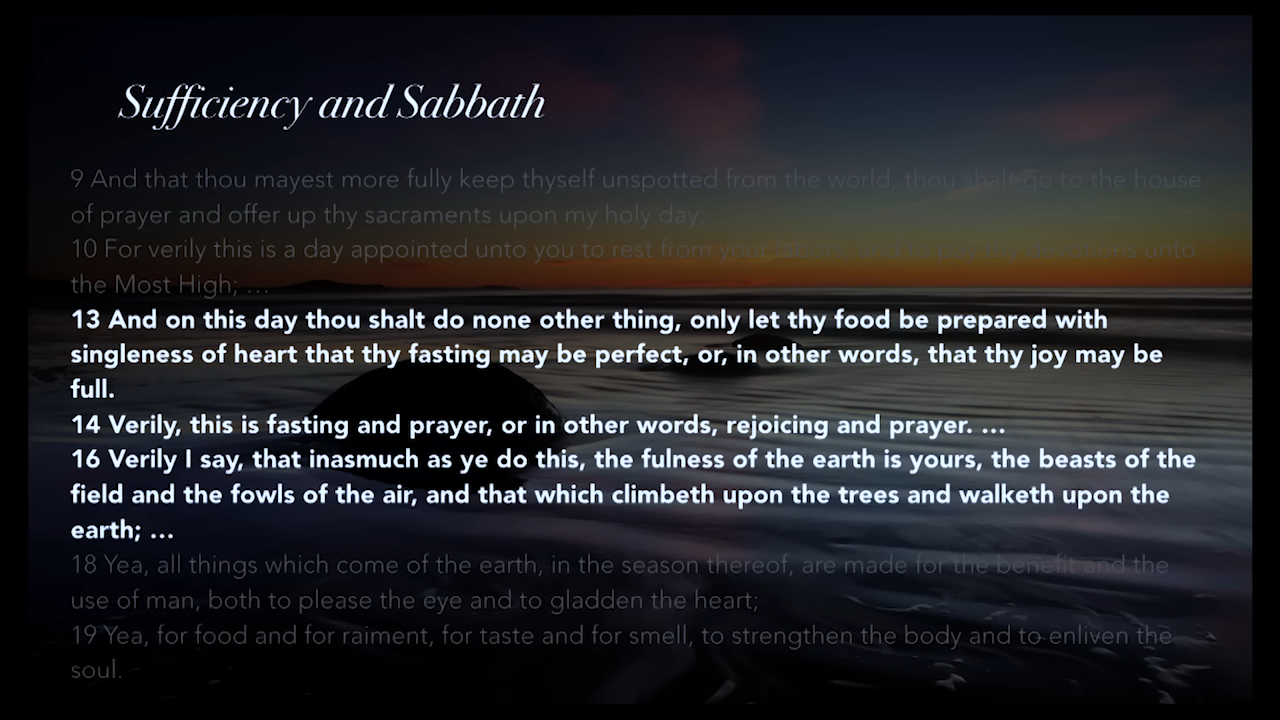 Sufficiency and Sabbath
9 And that thou mayest more fully keep thyself unspotted from the world, thou shalt go to the house
of prayer and offer up thy sacraments upon my holy day;
10 For verily this is a day appointed unto you to rest from your labors, and to pay thy devotions unto
the Most High; …
13 And on this day thou shalt do none other thing, only let thy food be prepared with
singleness of heart that thy fasting may be perfect, or, in other words, that thy joy may be
full.
14 Verily, this is fasting and prayer, or in other words, rejoicing and prayer. …
16 Verily I say, that inasmuch as ye do this, the fulness of the earth is yours, the beasts of the
field and the fowls of the air, and that which climbeth upon the trees and walketh upon the
earth; …
18 Yea, all things which come of the earth, in the season thereof, are made for the benefit and the
use of man, both to please the eye and to gladden the heart;
19 Yea, for food and for raiment, for taste and for smell, to strengthen the body and to enliven the
soul.